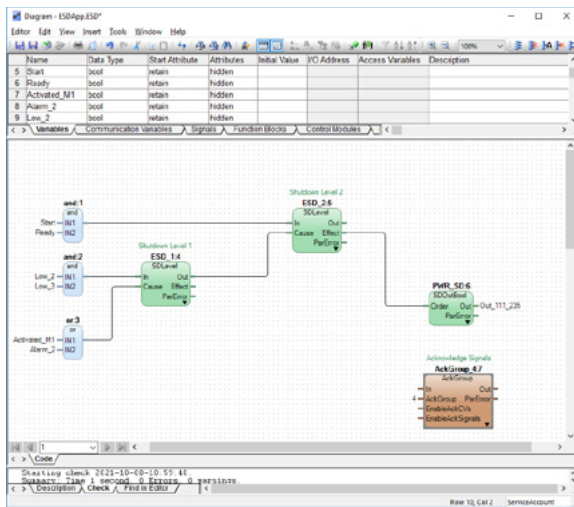 Diagram - ESDApp.ESD*
Editor Edit View Insert Tools Window Help
100%
Name Data Type Start Attribute Attributes Initial Value I/O Address Access Variables Description
5 Start bool retain hidden
6 Ready bool retain hidden
7 Activated_M1 bool retain hidden
8 Alarm_2 bool retain hidden
9 Low_2 bool retain hidden
Variables Communication Variables Signals Function Blocks Control Modules
and:1
and
Start IN1
Ready IN2
Shutdown Level 2
ESD_2:5
SDLevel
In Out
Cause Effect
ParError
and:2
and
Low_2 IN1
Low_3 IN2
Shutdown Level 1
ESD_1:4
SDLevel
In Out
Cause Effect
ParError
or:3
or
Activated_M1 IN1
Alarm_2 IN2
PWR_SD:6
SDOutBool
Order Out Out_111_235
ParError
Acknowledge Signals
AckGroup_4:7
AckGroup
In Out
4 AckGroup ParError
EnableAckCVs
EnableAckSignals
1
Code
Starting check 2021-10-08-10.59.40.
Summary: Time 1 second. 0 Errors. 0 warnings.
Description Check Find in Editor
Row 10, Col 2 ServiceAccount